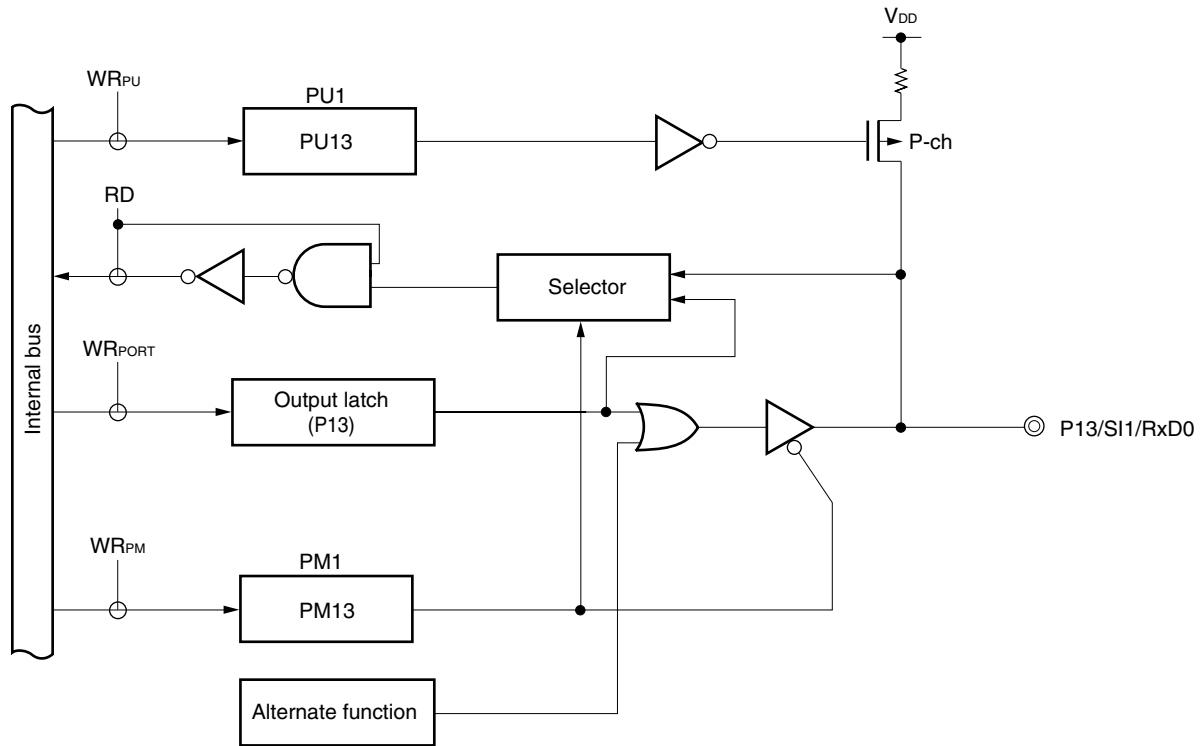 VDD
WRPU
PU1
PU13
P-ch
RD
Selector
Internal bus
WRPORT
Output latch
(P13)
P13/SI1/RxD0
WRPM
PM1
PM13
Alternate function